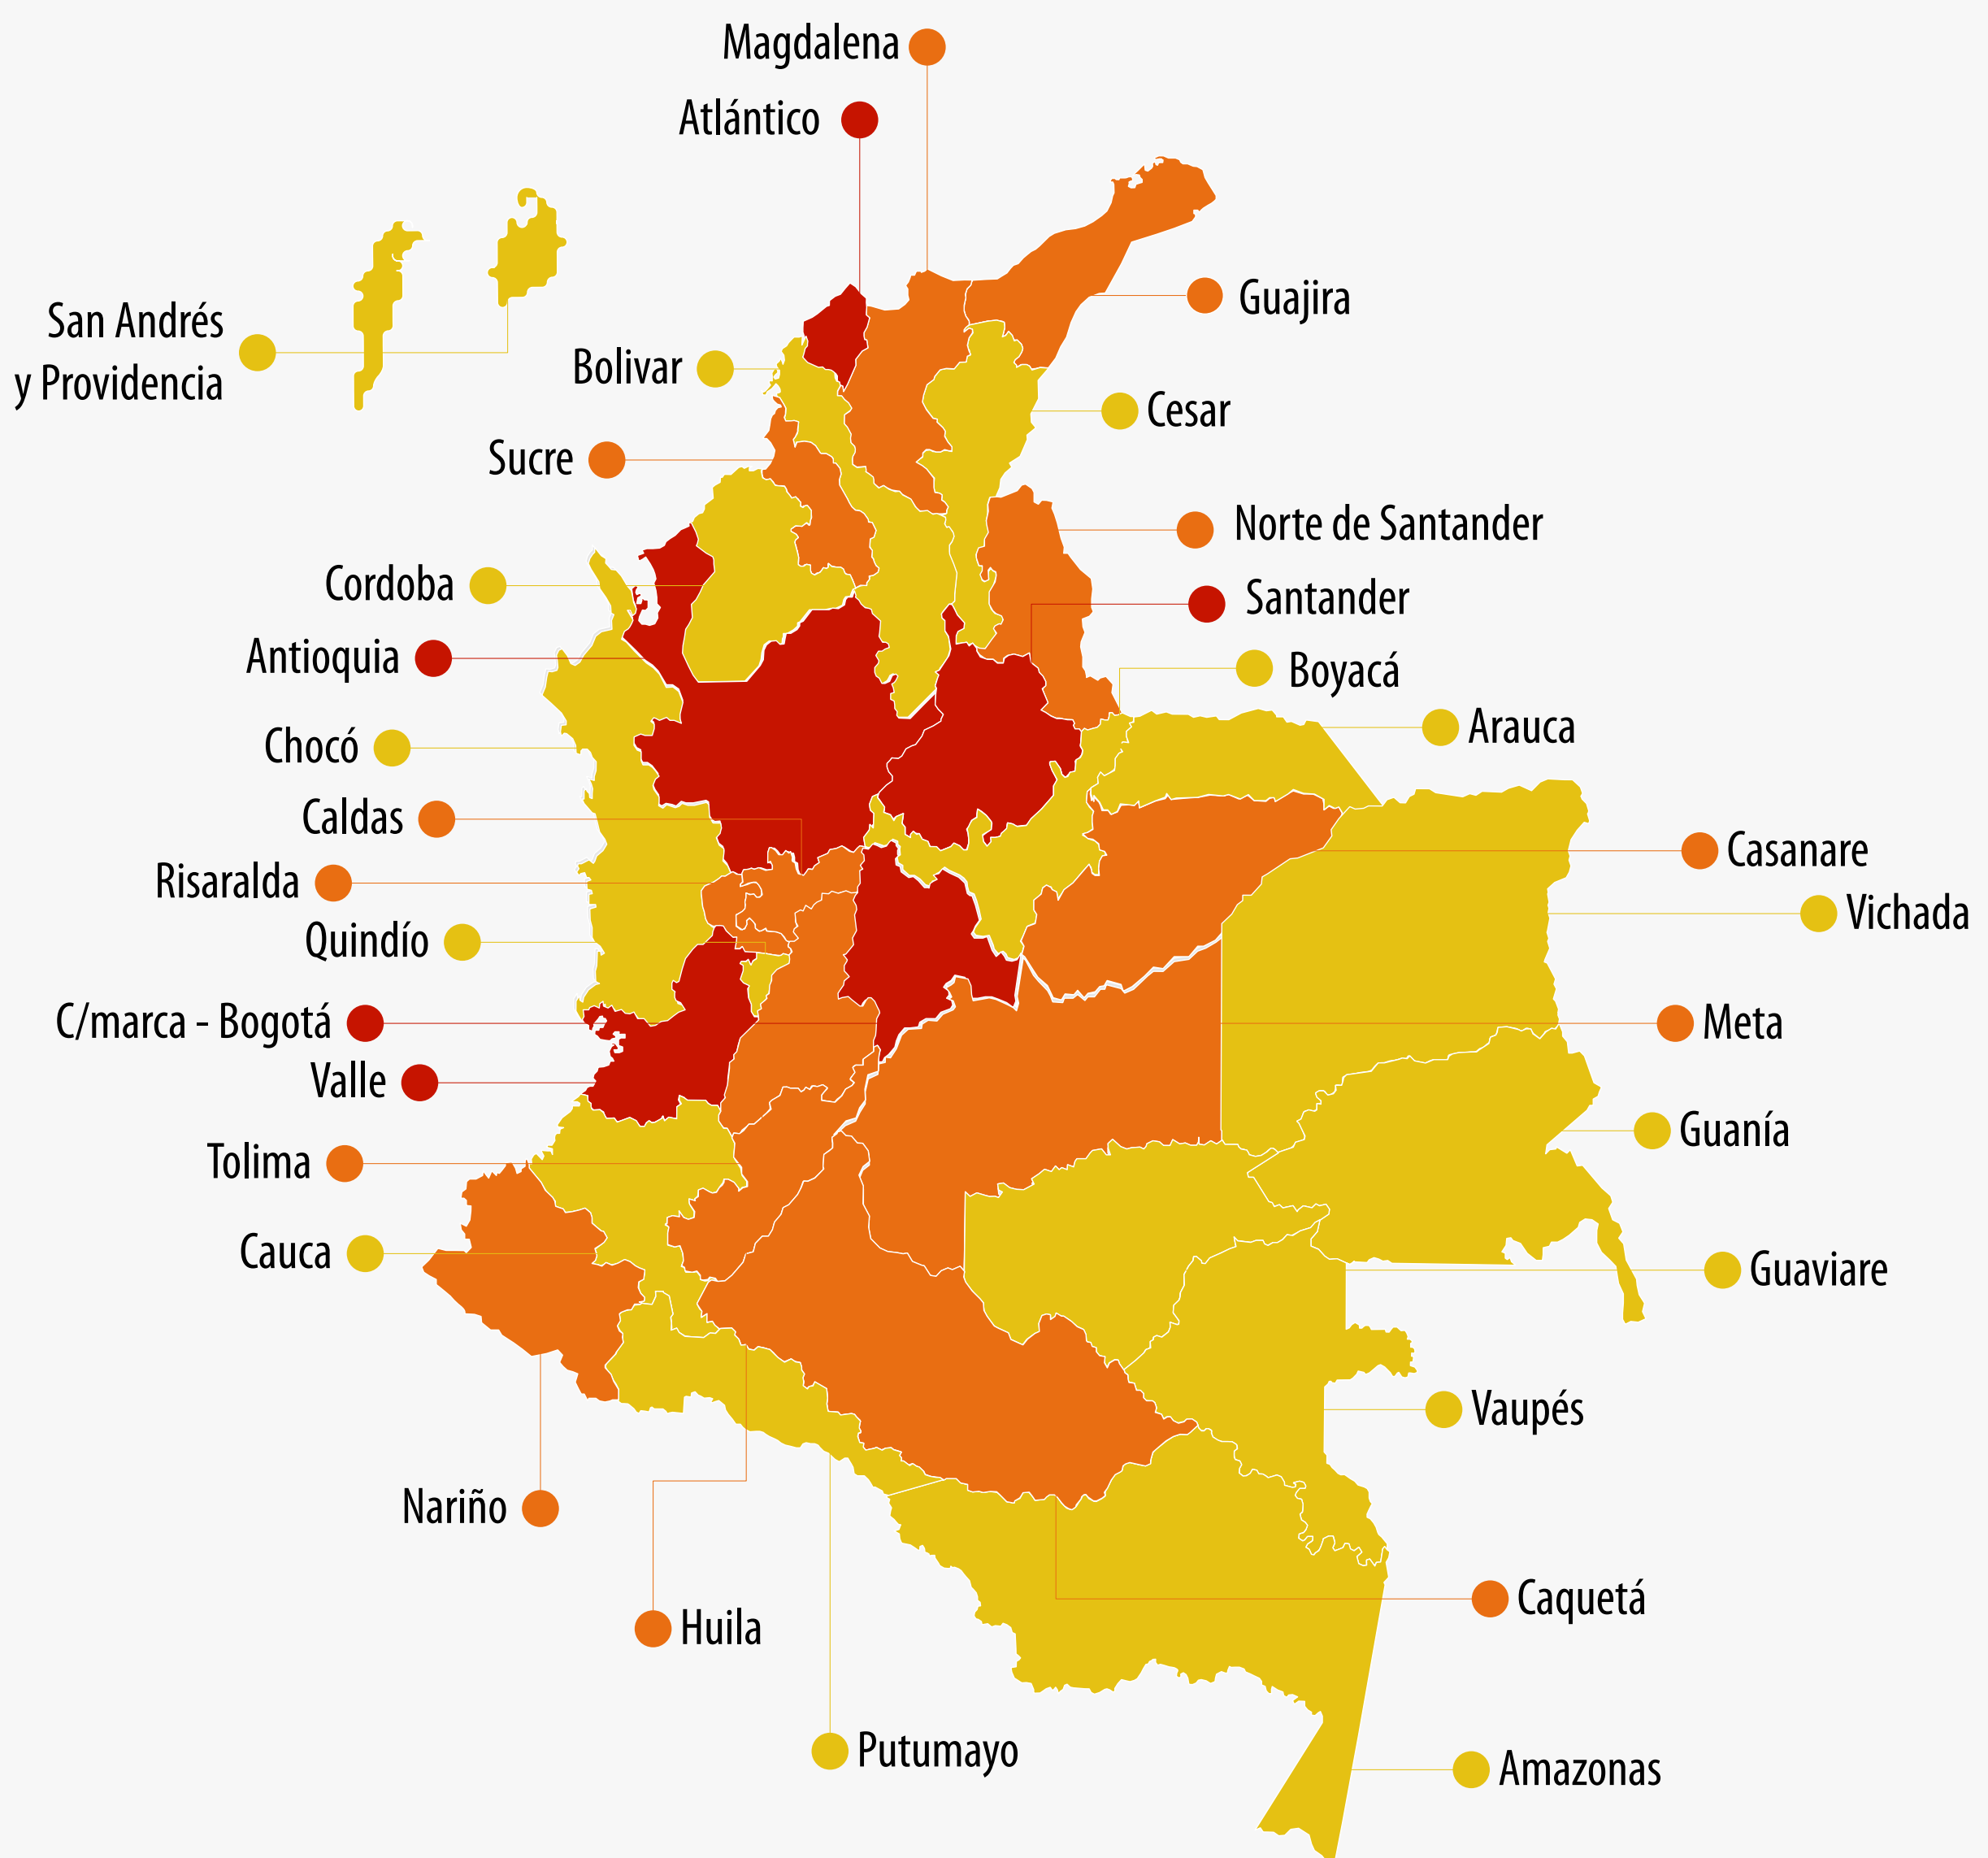 Magdalena
Atlántico
Guajira
San Andrés
y Providencia
Bolivar
Cesar
Sucre
Norte de Santander
Cordoba
Santander
Antioquia
Boyacá
Arauca
Chocó
Caldas
Casanare
Risaralda
Vichada
Quindío
C/marca - Bogotá
Meta
Valle
Guanía
Tolima
Cauca
Guaviare
Vaupés
Nariño
Caquetá
Huila
Putumayo
Amazonas